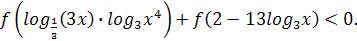 f(log_{1/3}(3x) · log_3 x^4) + f(2 − 13log_3 x) < 0.